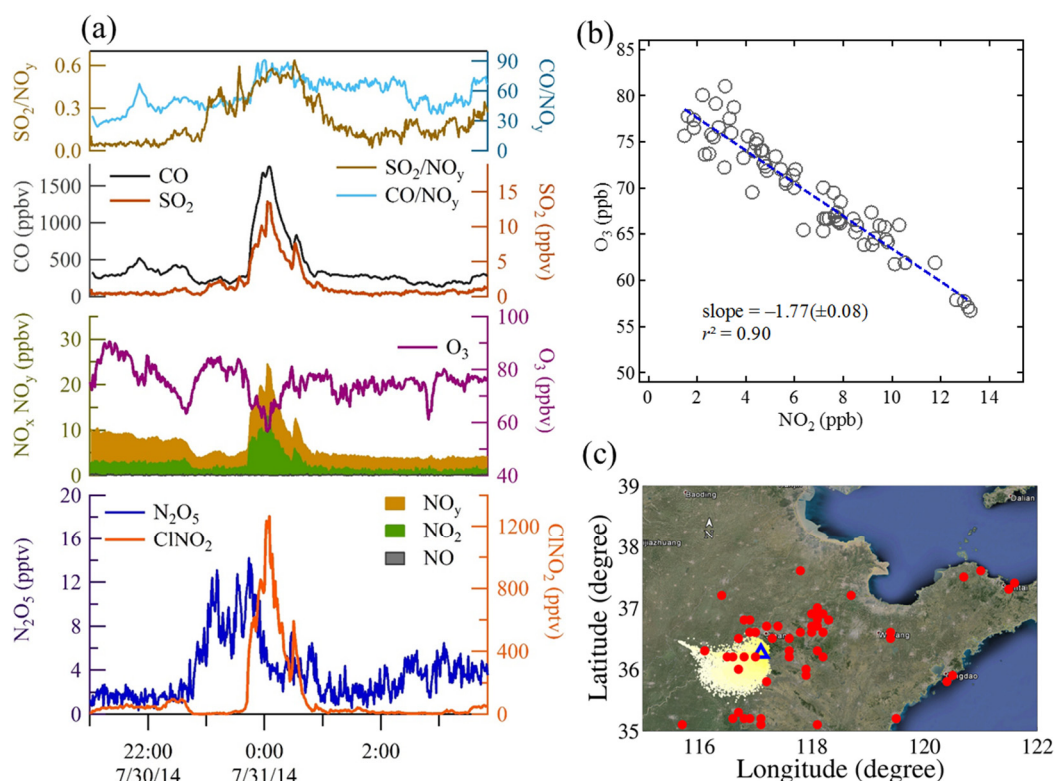 (a)
0.6
0.3
0.0
SO2/NOy
90
60
30
0
CO/NOy
CO
SO2
SO2/NOy
CO/NOy
1500
1000
500
0
CO (ppbv)
15
10
5
0
SO2 (ppbv)
O3
30
20
10
0
NOx NOy (ppbv)
100
80
60
40
O3 (ppbv)
N2O5
ClNO2
NOy
NO2
NO
20
16
12
8
4
0
N2O5 (pptv)
1200
800
400
0
ClNO2 (pptv)
22:00 0:00 2:00
7/30/14 7/31/14
(b)
85
80
75
70
65
60
55
50
O3 (ppb)
slope = –1.77(±0.08)
r2 = 0.90
0 2 4 6 8 10 12 14
NO2 (ppb)
(c)
39
38
37
36
35
Latitude (degree)
Baoding
Dalian
N
116 118 120 122
Longitude (degree)